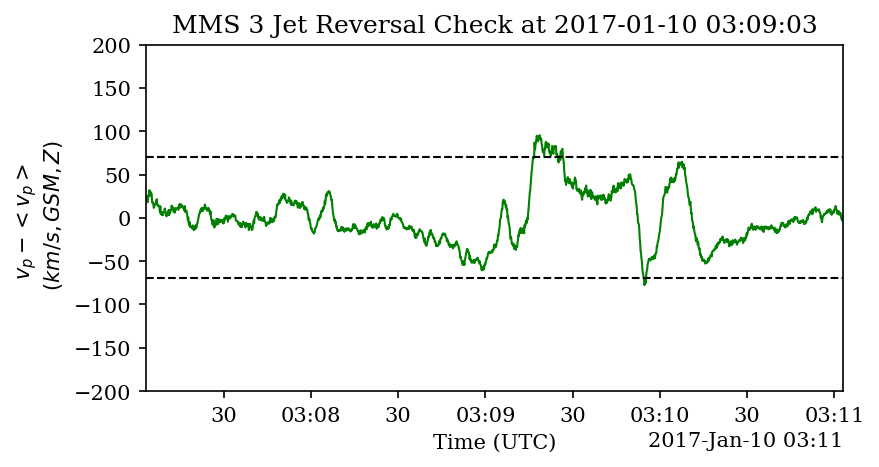 MMS 3 Jet Reversal Check at 2017-01-10 03:09:03
200
150
100
50
0
−50
−100
−150
−200
v_p − < v_p >
(km/s, GSM, Z)
30 03:08 30 03:09 30 03:10 30 03:11
Time (UTC)
2017-Jan-10 03:11